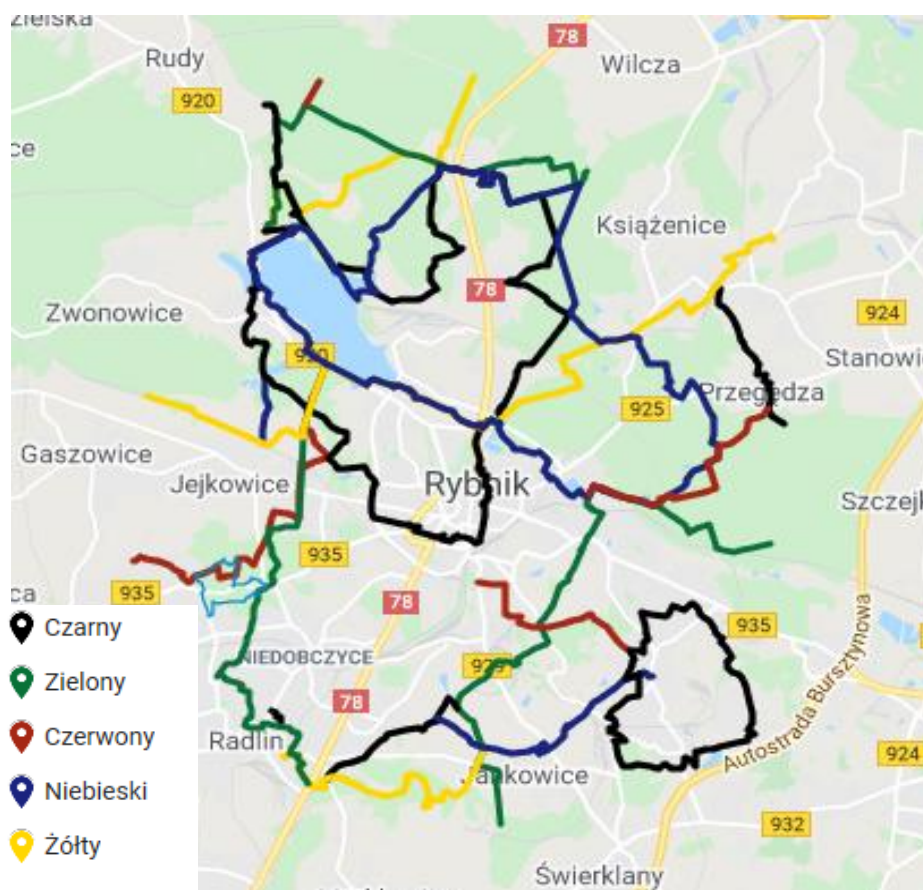 zielska
78
Rudy
Wilcza
920
ce
Książenice
78
Zwonowice
924
920
Stanowic
Przegędza
925
Gaszowice
Jejkowice
Rybnik
Szczejk
935
935
ca
78
Czarny
935
NIEDOBCZYCE
929
Zielony
78
Autostrada Bursztynowa
Czerwony
Radlin
924
Jankowice
Niebieski
932
Żółty
Świerklany